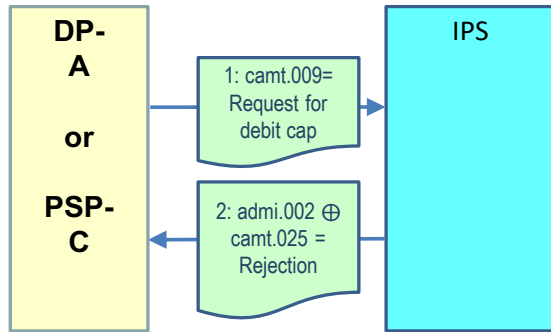 DP-
A
or
PSP-
C
1: camt.009=
Request for
debit cap
2: admi.002 ⊕
camt.025 =
Rejection
IPS